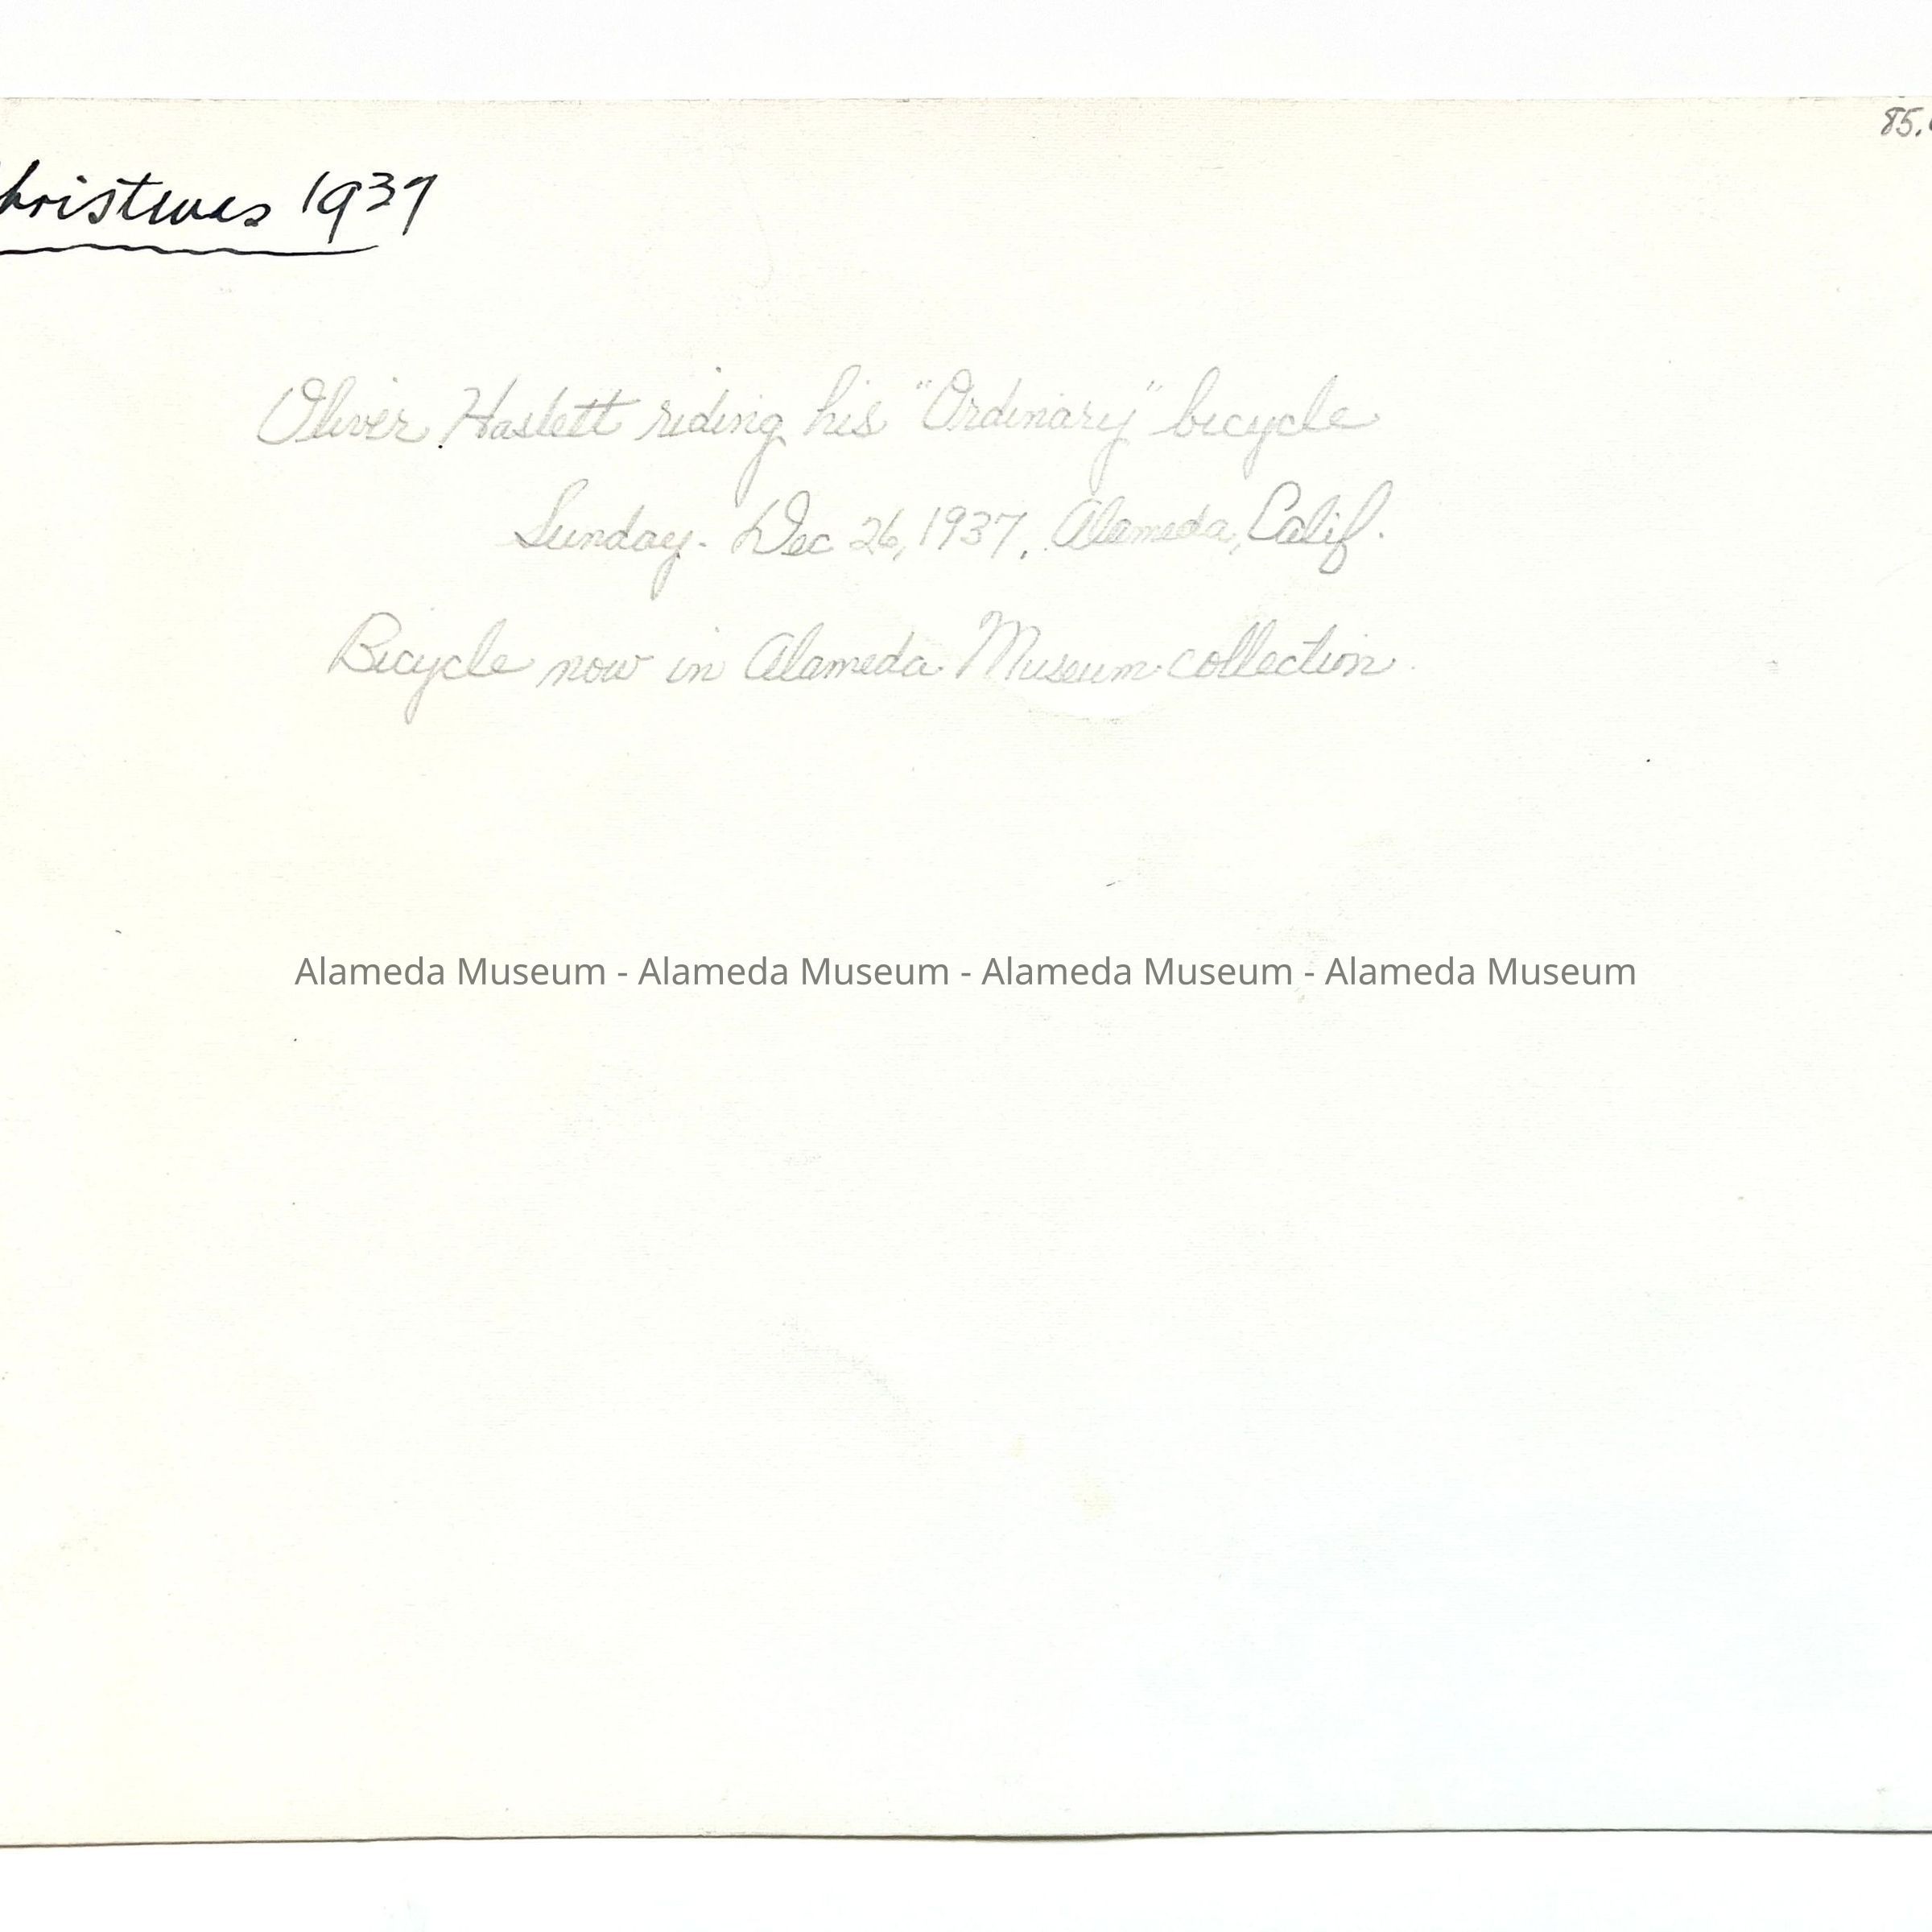 85.
hristmas 1937
Oliver Haslett riding his "Ordinary" bicycle
Sunday. Dec 26, 1937. Alameda, Calif.
Bicycle now in Alameda Museum collection.
Alameda Museum - Alameda Museum - Alameda Museum - Alameda Museum